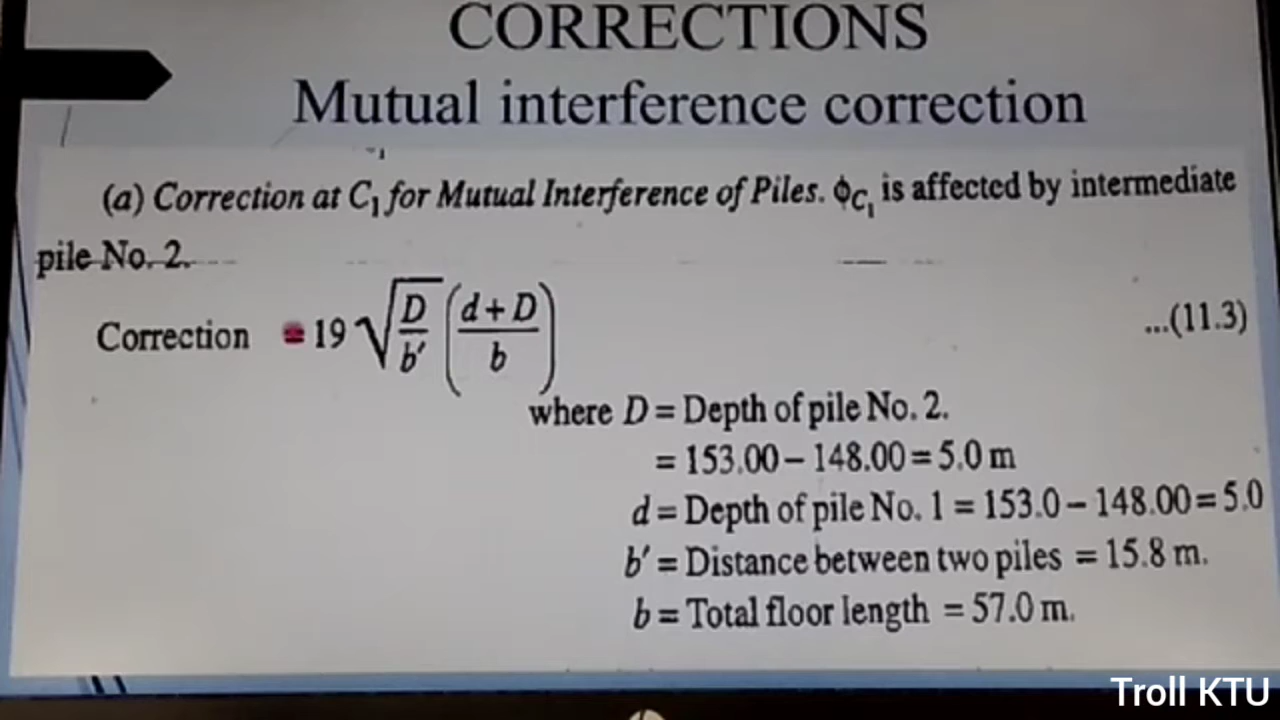 CORRECTIONS
Mutual interference correction
(a) Correction at C₁ for Mutual Interference of Piles. ϕC₁ is affected by intermediate
pile No. 2.
Correction = 19 √(D/b′) ((d + D)/b) ...(11.3)
where D = Depth of pile No. 2.
= 153.00 – 148.00 = 5.0 m
d = Depth of pile No. 1 = 153.0 – 148.00 = 5.0
b′ = Distance between two piles = 15.8 m.
b = Total floor length = 57.0 m.
Troll KTU